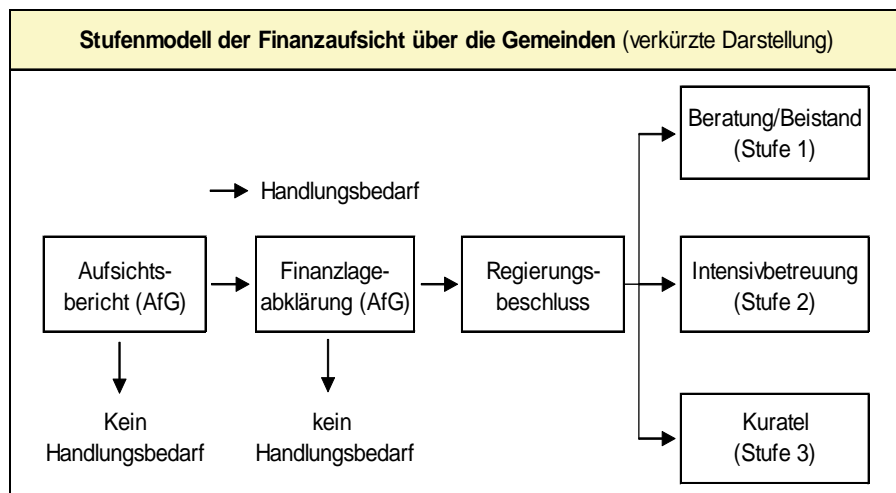 Stufenmodell der Finanzaufsicht über die Gemeinden (verkürzte Darstellung)
Beratung/Beistand
(Stufe 1)
Handlungsbedarf
Aufsichts-
bericht (AfG)
Finanzlage-
abklärung (AfG)
Regierungs-
beschluss
Intensivbetreuung
(Stufe 2)
Kein
Handlungsbedarf
kein
Handlungsbedarf
Kuratel
(Stufe 3)